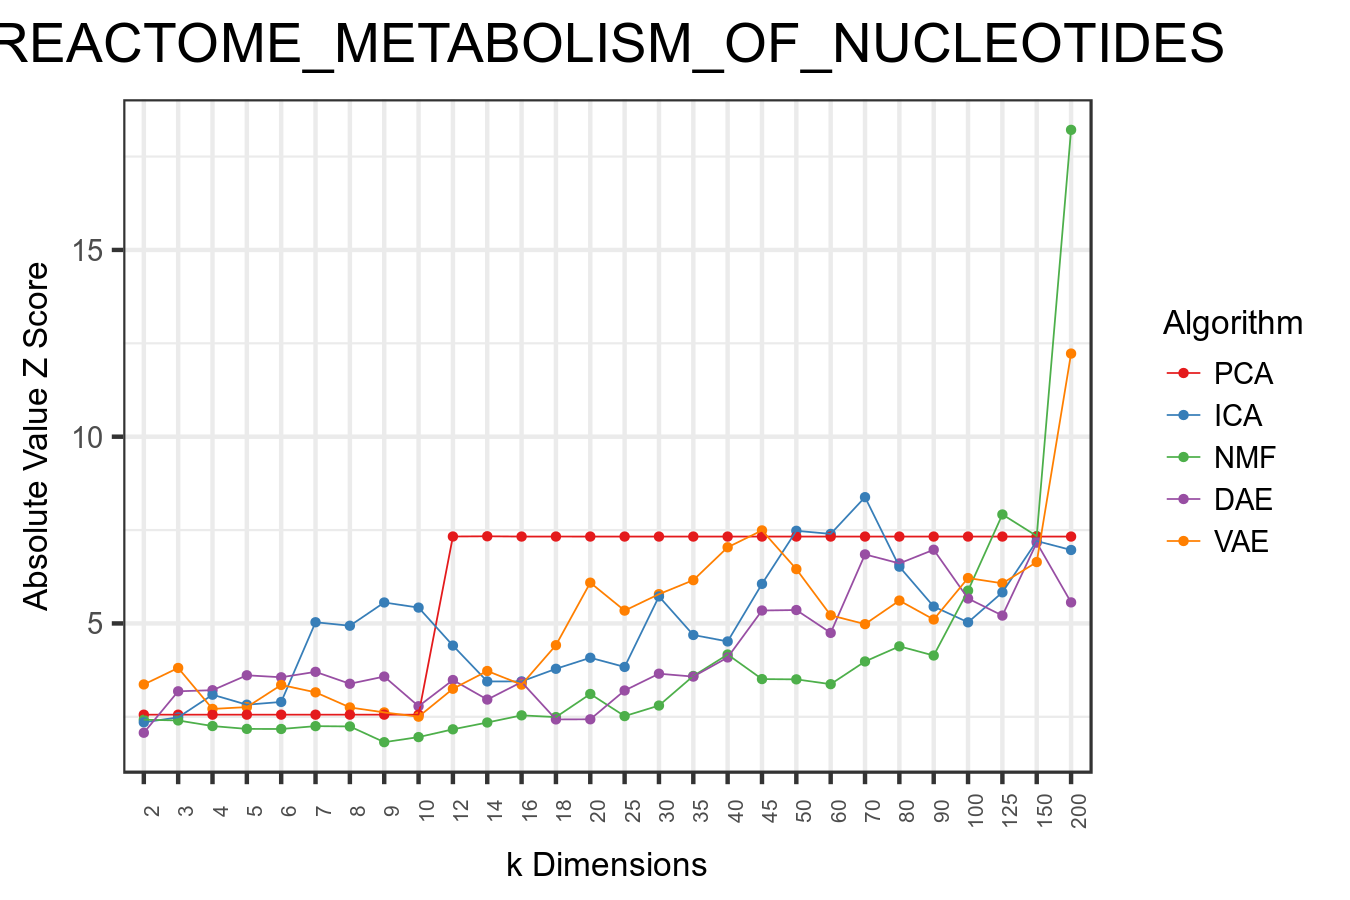 REACTOME_METABOLISM_OF_NUCLEOTIDES
15
10
5
Absolute Value Z Score
2 3 4 5 6 7 8 9 10 12 14 16 18 20 25 30 35 40 45 50 60 70 80 90 100 125 150 200
k Dimensions
Algorithm
PCA
ICA
NMF
DAE
VAE